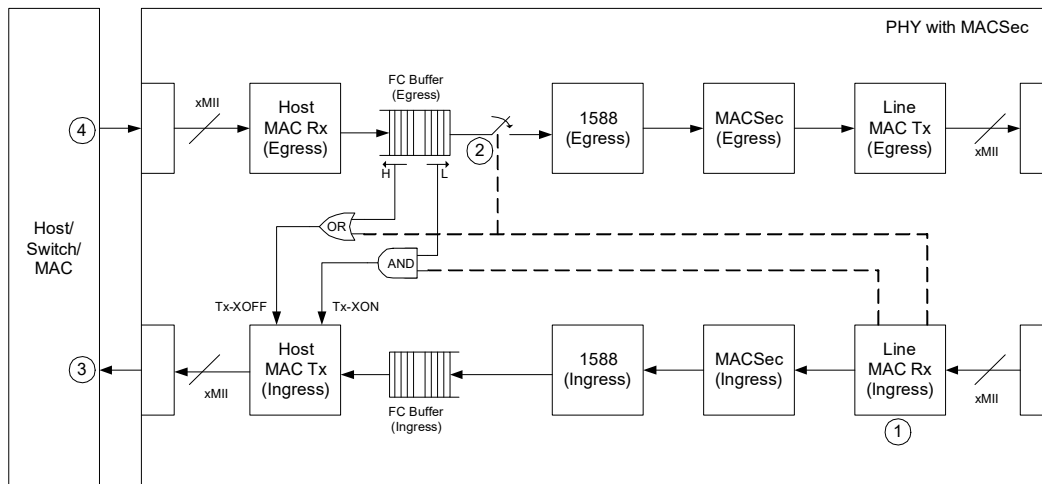 PHY with MACSec
xMII
Host
MAC Rx
(Egress)
FC Buffer
(Egress)
H
L
2
1588
(Egress)
MACSec
(Egress)
Line
MAC Tx
(Egress)
xMII
4
Host/
Switch/
MAC
OR
AND
Tx-XOFF
Tx-XON
3
xMII
Host
MAC Tx
(Ingress)
FC Buffer
(Ingress)
1588
(Ingress)
MACSec
(Ingress)
Line
MAC Rx
(Ingress)
xMII
1